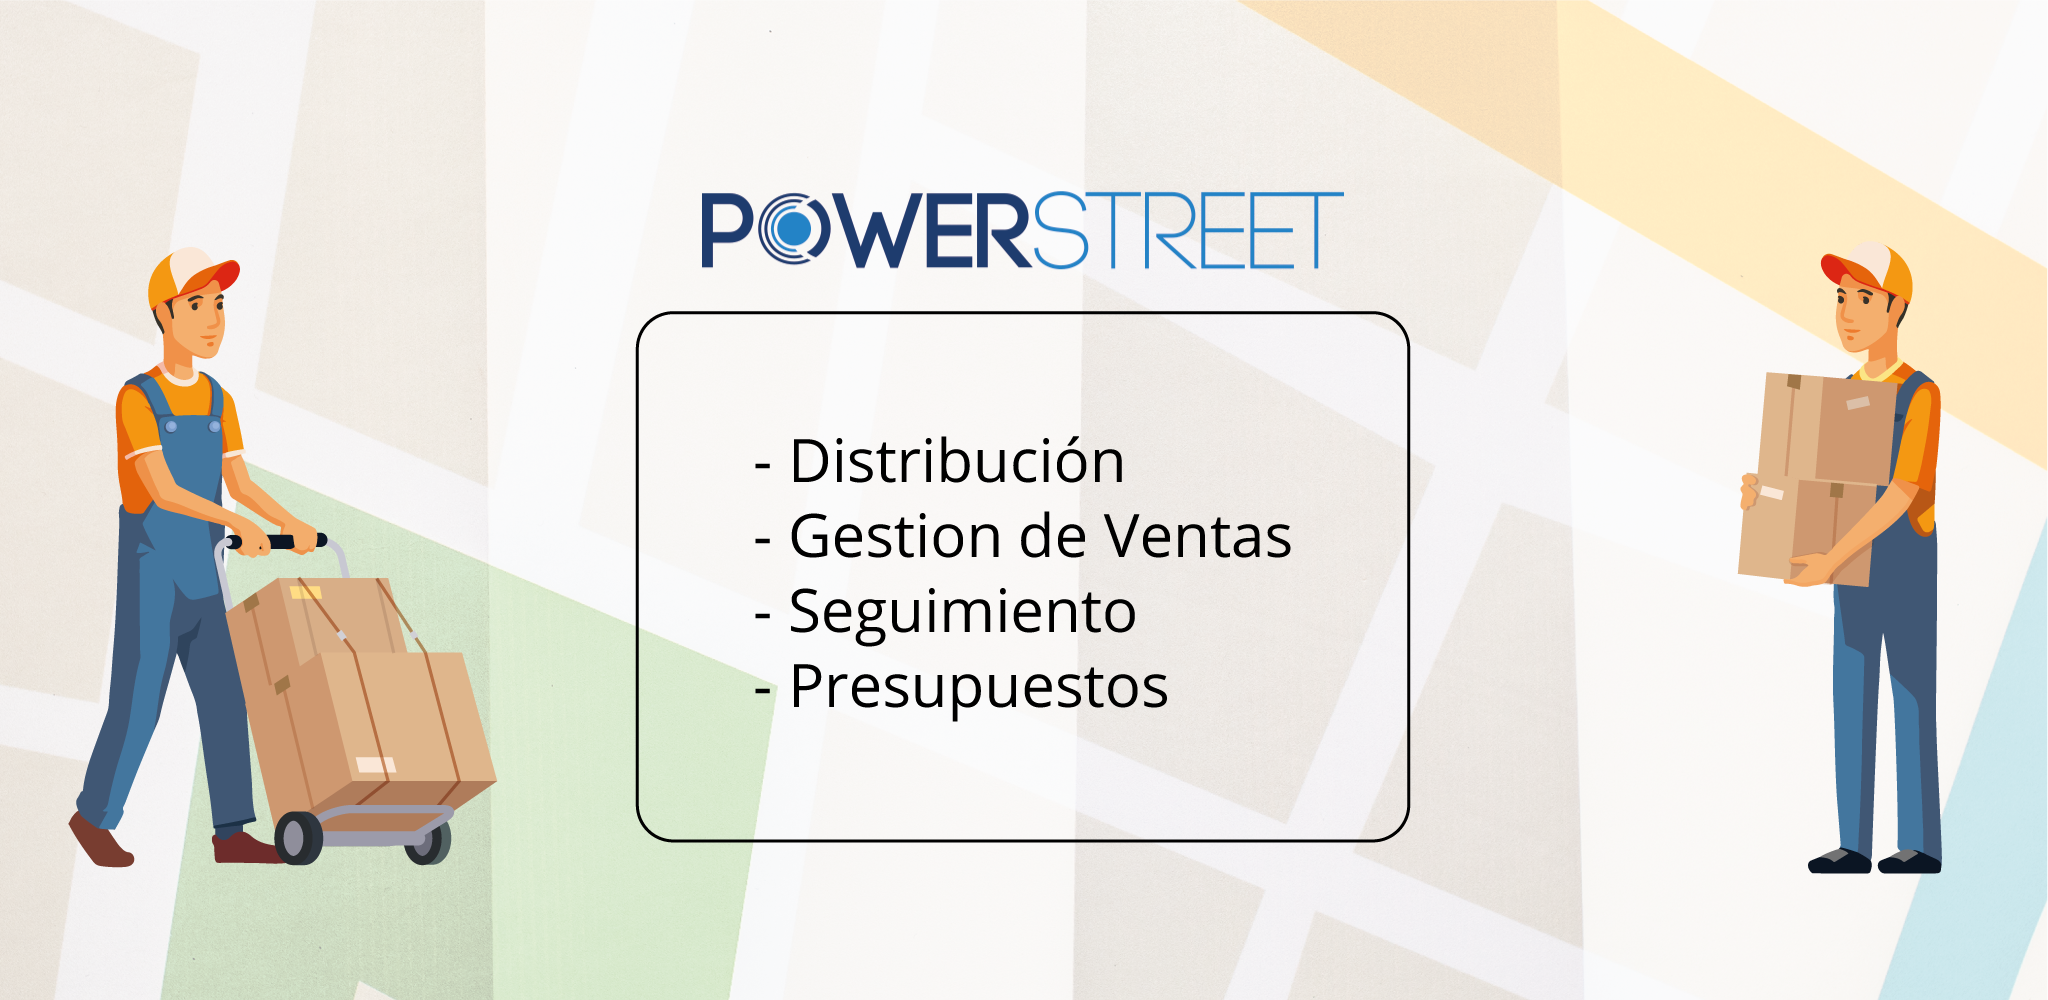 POWERSTREET
- Distribución
- Gestion de Ventas
- Seguimiento
- Presupuestos